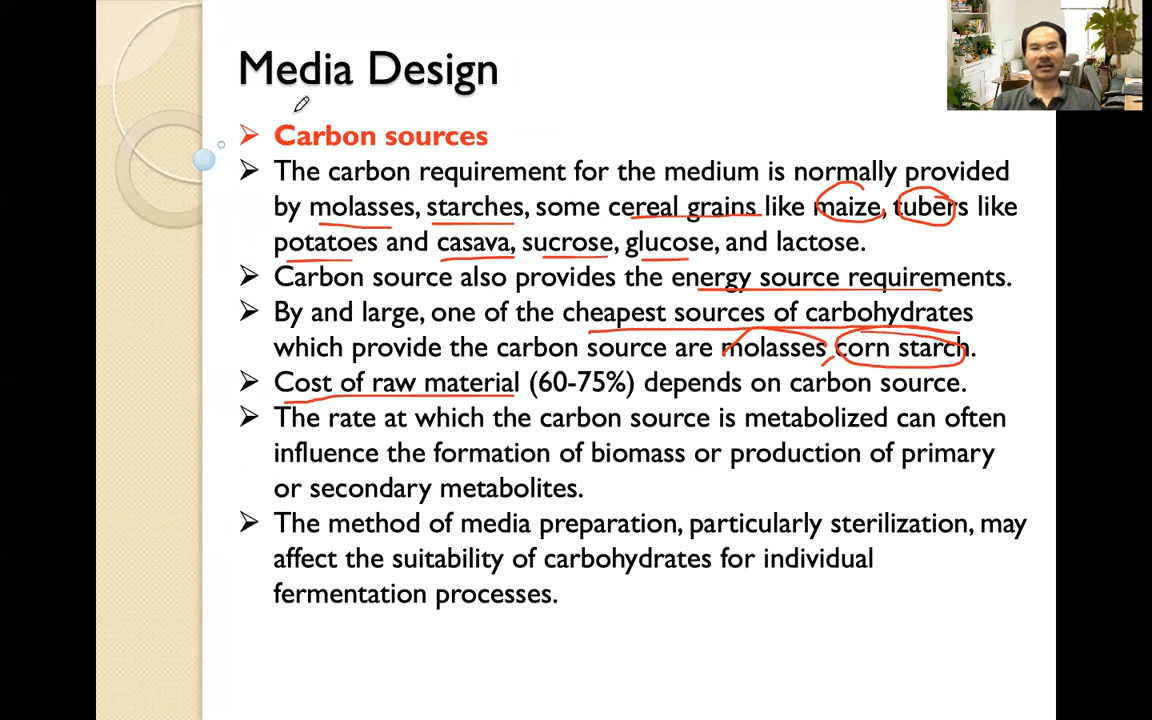 Media Design
Carbon sources
The carbon requirement for the medium is normally provided
by molasses, starches, some cereal grains like maize, tubers like
potatoes and casava, sucrose, glucose, and lactose.
Carbon source also provides the energy source requirements.
By and large, one of the cheapest sources of carbohydrates
which provide the carbon source are molasses, corn starch.
Cost of raw material (60-75%) depends on carbon source.
The rate at which the carbon source is metabolized can often
influence the formation of biomass or production of primary
or secondary metabolites.
The method of media preparation, particularly sterilization, may
affect the suitability of carbohydrates for individual
fermentation processes.